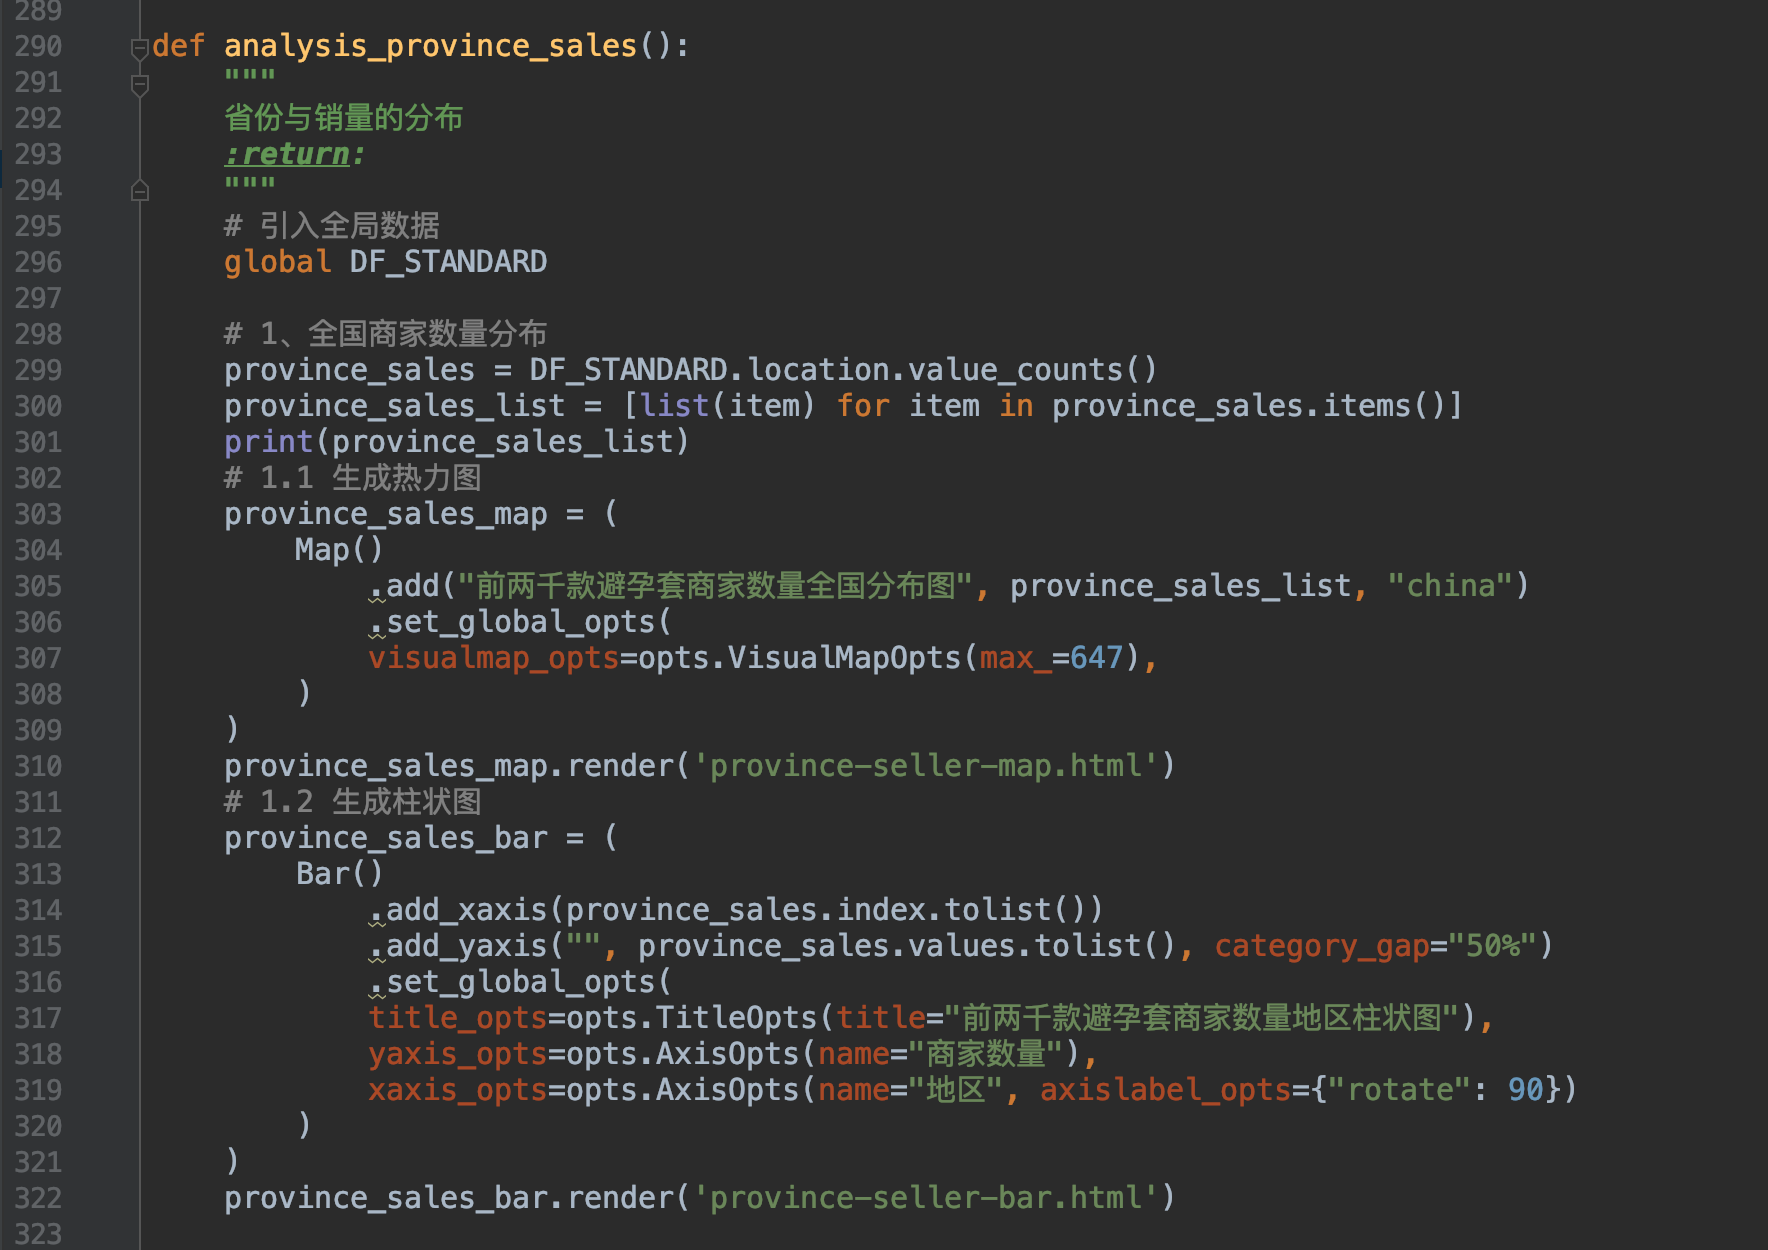 289
290 def analysis_province_sales():
291 """
292 省份与销量的分布
293 :return:
294 """
295 # 引入全局数据
296 global DF_STANDARD
297
298 # 1、全国商家数量分布
299 province_sales = DF_STANDARD.location.value_counts()
300 province_sales_list = [list(item) for item in province_sales.items()]
301 print(province_sales_list)
302 # 1.1 生成热力图
303 province_sales_map = (
304 Map()
305 .add("前两千款避孕套商家数量全国分布图", province_sales_list, "china")
306 .set_global_opts(
307 visualmap_opts=opts.VisualMapOpts(max_=647),
308 )
309 )
310 province_sales_map.render('province-seller-map.html')
311 # 1.2 生成柱状图
312 province_sales_bar = (
313 Bar()
314 .add_xaxis(province_sales.index.tolist())
315 .add_yaxis("", province_sales.values.tolist(), category_gap="50%")
316 .set_global_opts(
317 title_opts=opts.TitleOpts(title="前两千款避孕套商家数量地区柱状图"),
318 yaxis_opts=opts.AxisOpts(name="商家数量"),
319 xaxis_opts=opts.AxisOpts(name="地区", axislabel_opts={"rotate": 90})
320 )
321 )
322 province_sales_bar.render('province-seller-bar.html')
323